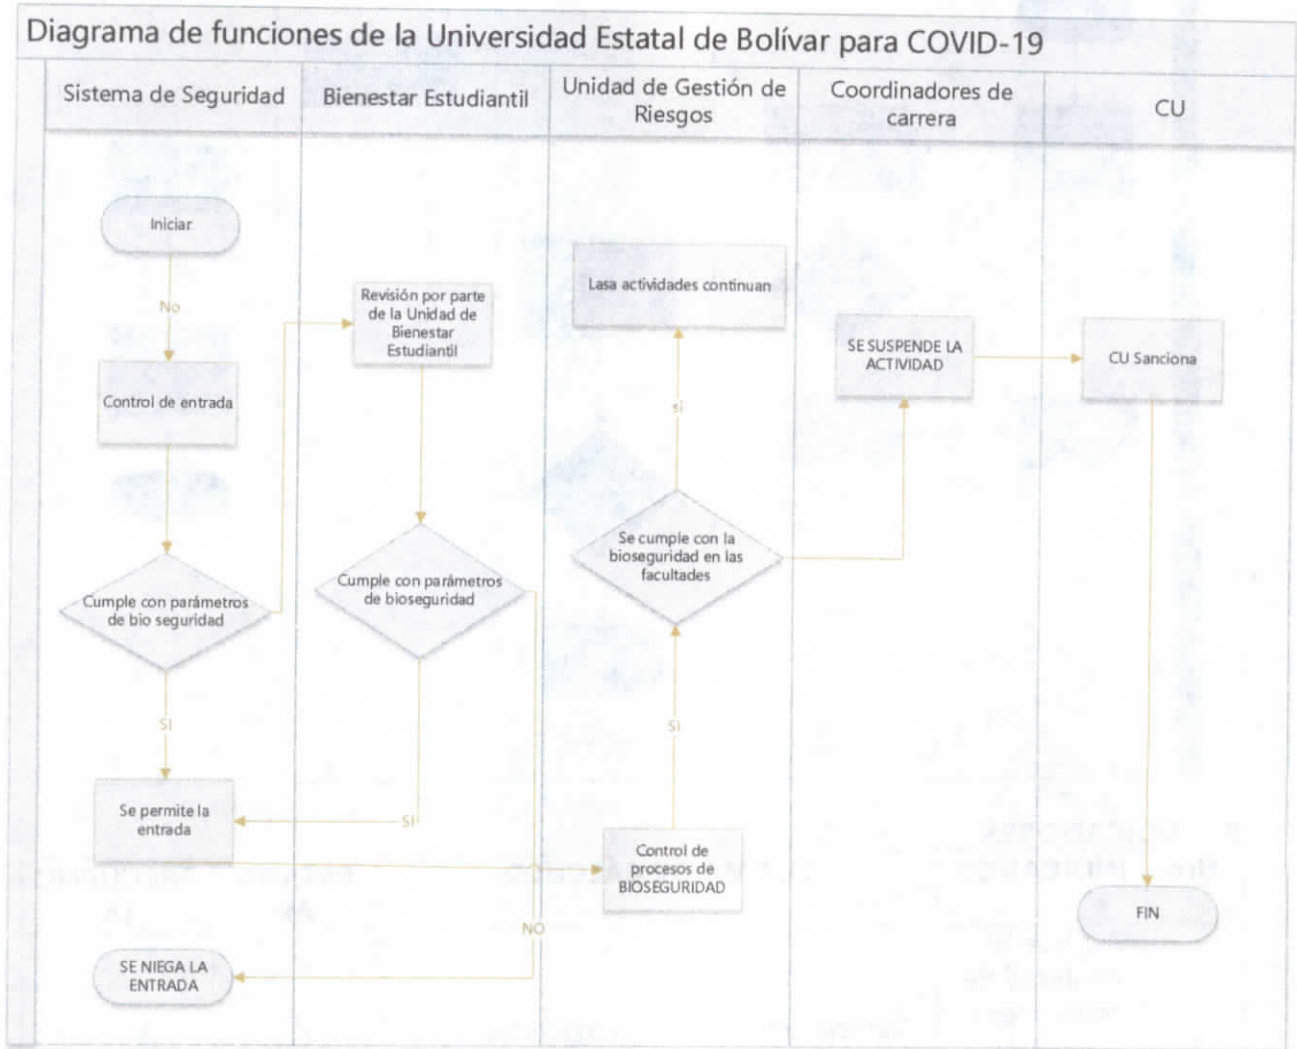 Diagrama de funciones de la Universidad Estatal de Bolívar para COVID-19
Sistema de Seguridad
Bienestar Estudiantil
Unidad de Gestión de
Riesgos
Coordinadores de
carrera
CU
Iniciar
No
Control de entrada
Cumple con parámetros
de bio seguridad
SI
Se permite la
entrada
SE NIEGA LA
ENTRADA
Revisión por parte
de la Unidad de
Bienestar
Estudiantil
Cumple con parámetros
de bioseguridad
SI
NO
Lasa actividades continuan
si
Se cumple con la
bioseguridad en las
facultades
SI
Control de
procesos de
BIOSEGURIDAD
SE SUSPENDE LA
ACTIVIDAD
CU Sanciona
FIN